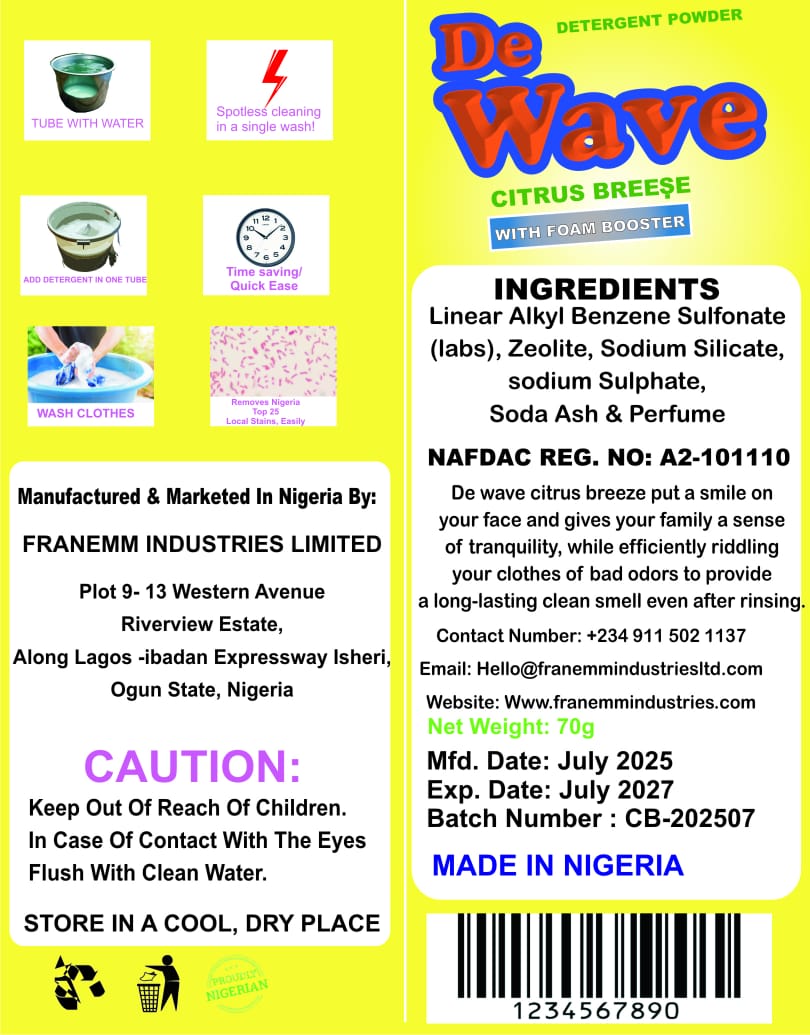 TUBE WITH WATER
Spotless cleaning
in a single wash!
ADD DETERGENT IN ONE TUBE
Time saving/
Quick Ease
WASH CLOTHES
Removes Nigeria
Top 25
Local Stains, Easily
Manufactured & Marketed In Nigeria By:
FRANEMM INDUSTRIES LIMITED
Plot 9- 13 Western Avenue
Riverview Estate,
Along Lagos -ibadan Expressway Isheri,
Ogun State, Nigeria
CAUTION:
Keep Out Of Reach Of Children.
In Case Of Contact With The Eyes
Flush With Clean Water.
STORE IN A COOL, DRY PLACE
PROUDLY
NIGERIAN
DETERGENT POWDER
De
Wave
CITRUS BREEȘE
WITH FOAM BOOSTER
INGREDIENTS
Linear Alkyl Benzene Sulfonate
(labs), Zeolite, Sodium Silicate,
sodium Sulphate,
Soda Ash & Perfume
NAFDAC REG. NO: A2-101110
De wave citrus breeze put a smile on
your face and gives your family a sense
of tranquility, while efficiently riddling
your clothes of bad odors to provide
a long-lasting clean smell even after rinsing.
Contact Number: +234 911 502 1137
Email: Hello@franemmindustriesltd.com
Website: Www.franemmindustries.com
Net Weight: 70g
Mfd. Date: July 2025
Exp. Date: July 2027
Batch Number : CB-202507
MADE IN NIGERIA
1234567890